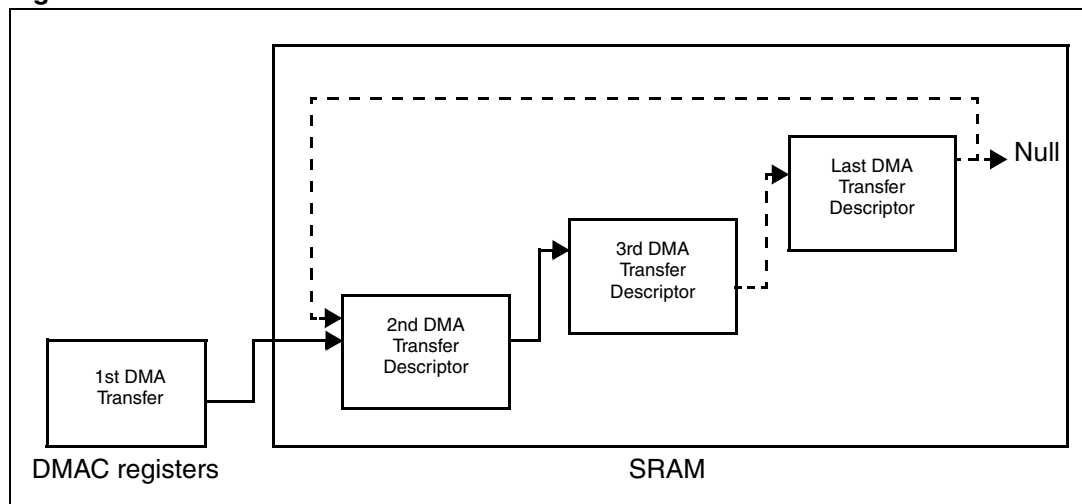 Null
Last DMA
Transfer
Descriptor
3rd DMA
Transfer
Descriptor
2nd DMA
Transfer
Descriptor
1st DMA
Transfer
DMAC registers
SRAM